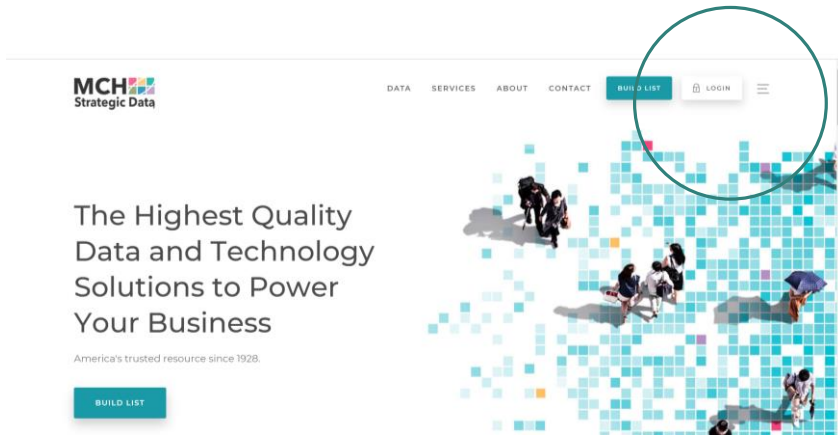 MCH
Strategic Data
DATA SERVICES ABOUT CONTACT BUILD LIST LOGIN
The Highest Quality
Data and Technology
Solutions to Power
Your Business
America's trusted resource since 1928.
BUILD LIST